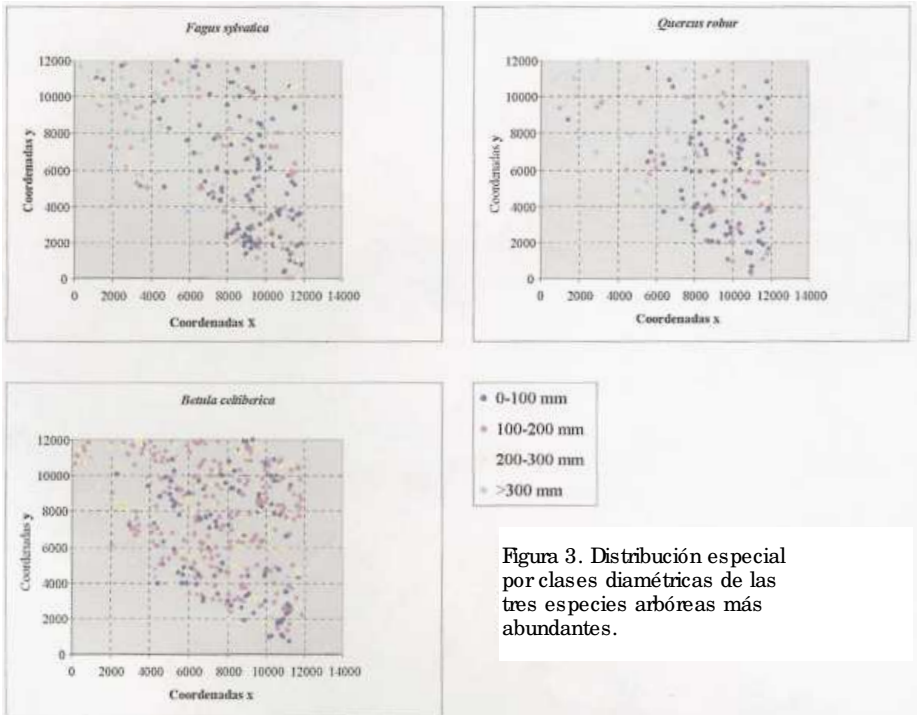 Fagus sylvatica
12000
10000
8000
6000
4000
2000
0
Coordenadas y
0 2000 4000 6000 8000 10000 12000 14000
Coordenadas X
Quercus robur
12000
10000
8000
6000
4000
2000
0
Coordenadas y
0 2000 4000 6000 8000 10000 12000 14000
Coordenadas x
Betula celtiberica
12000
10000
8000
6000
4000
2000
0
Coordenadas y
0 2000 4000 6000 8000 10000 12000 14000
Coordenadas x
0-100 mm
100-200 mm
200-300 mm
>300 mm
Figura 3. Distribución especial
por clases diamétricas de las
tres especies arbóreas más
abundantes.